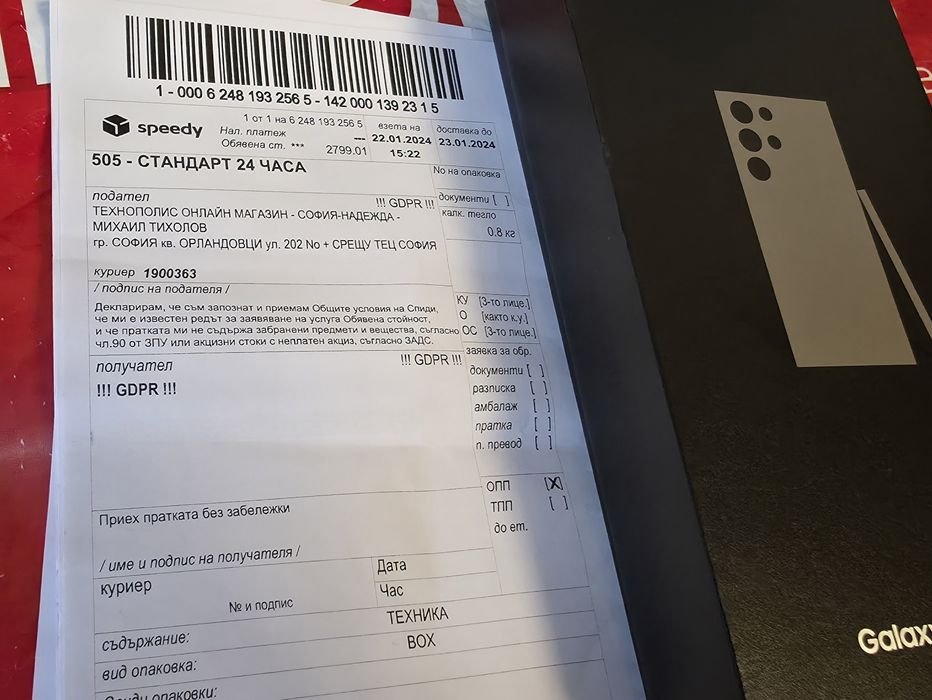 1 - 000 6 248 193 256 5 - 142 000 139 23 1 5
speedy
1 от 1 на 6 248 193 256 5
Нал. платеж ---
Обявена ст. *** 2799.01
взета на
22.01.2024
15:22
доставка до
23.01.2024
505 - СТАНДАРТ 24 ЧАСА
No на опаковка
подател !!! GDPR !!!
документи [ ]
ТЕХНОПОЛИС ОНЛАЙН МАГАЗИН - СОФИЯ-НАДЕЖДА -
МИХАИЛ ТИХОЛОВ
гр. СОФИЯ кв. ОРЛАНДОВЦИ ул. 202 No + СРЕЩУ ТЕЦ СОФИЯ
калк. тегло
0.8 кг
куриер 1900363
/ подпис на подателя /
Декларирам, че съм запознат и приемам Общите условия на Спиди,
че ми е известен редът за заявяване на услуга Обявена стойност,
и че пратката ми не съдържа забранени предмети и вещества, съгласно
чл.90 от ЗПУ или акцизни стоки с неплатен акциз, съгласно ЗАДС.
КУ [3-то лице.]
О [както к.у.]
ОС [3-то лице.]
получател !!! GDPR !!!
!!! GDPR !!!
заявка за обр.
документи [ ]
разписка [ ]
амбалаж [ ]
пратка [ ]
п. превод [ ]
ОПП [X]
ТПП [ ]
до ет.
Приех пратката без забележки
/ име и подпис на получателя /
куриер
№ и подпис
Дата
Час
съдържание: ТЕХНИКА
вид опаковка: BOX
опаковки:
Galaxy